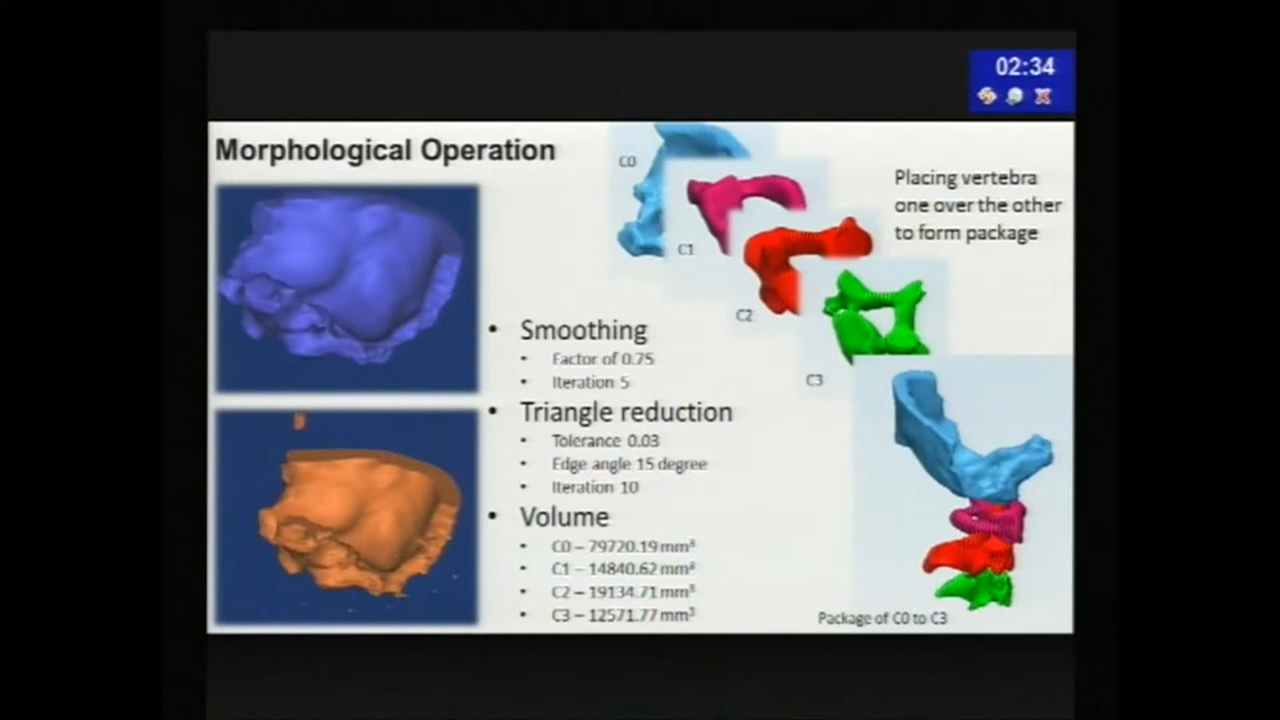 02:34
Morphological Operation
C0
C1
C2
C3
Placing vertebra
one over the other
to form package
• Smoothing
• Factor of 0.75
• Iteration 5
• Triangle reduction
• Tolerance 0.03
• Edge angle 15 degree
• Iteration 10
• Volume
• C0 – 79720.19 mm³
• C1 – 14840.62 mm³
• C2 – 19134.71 mm³
• C3 – 12571.77 mm³
Package of C0 to C3